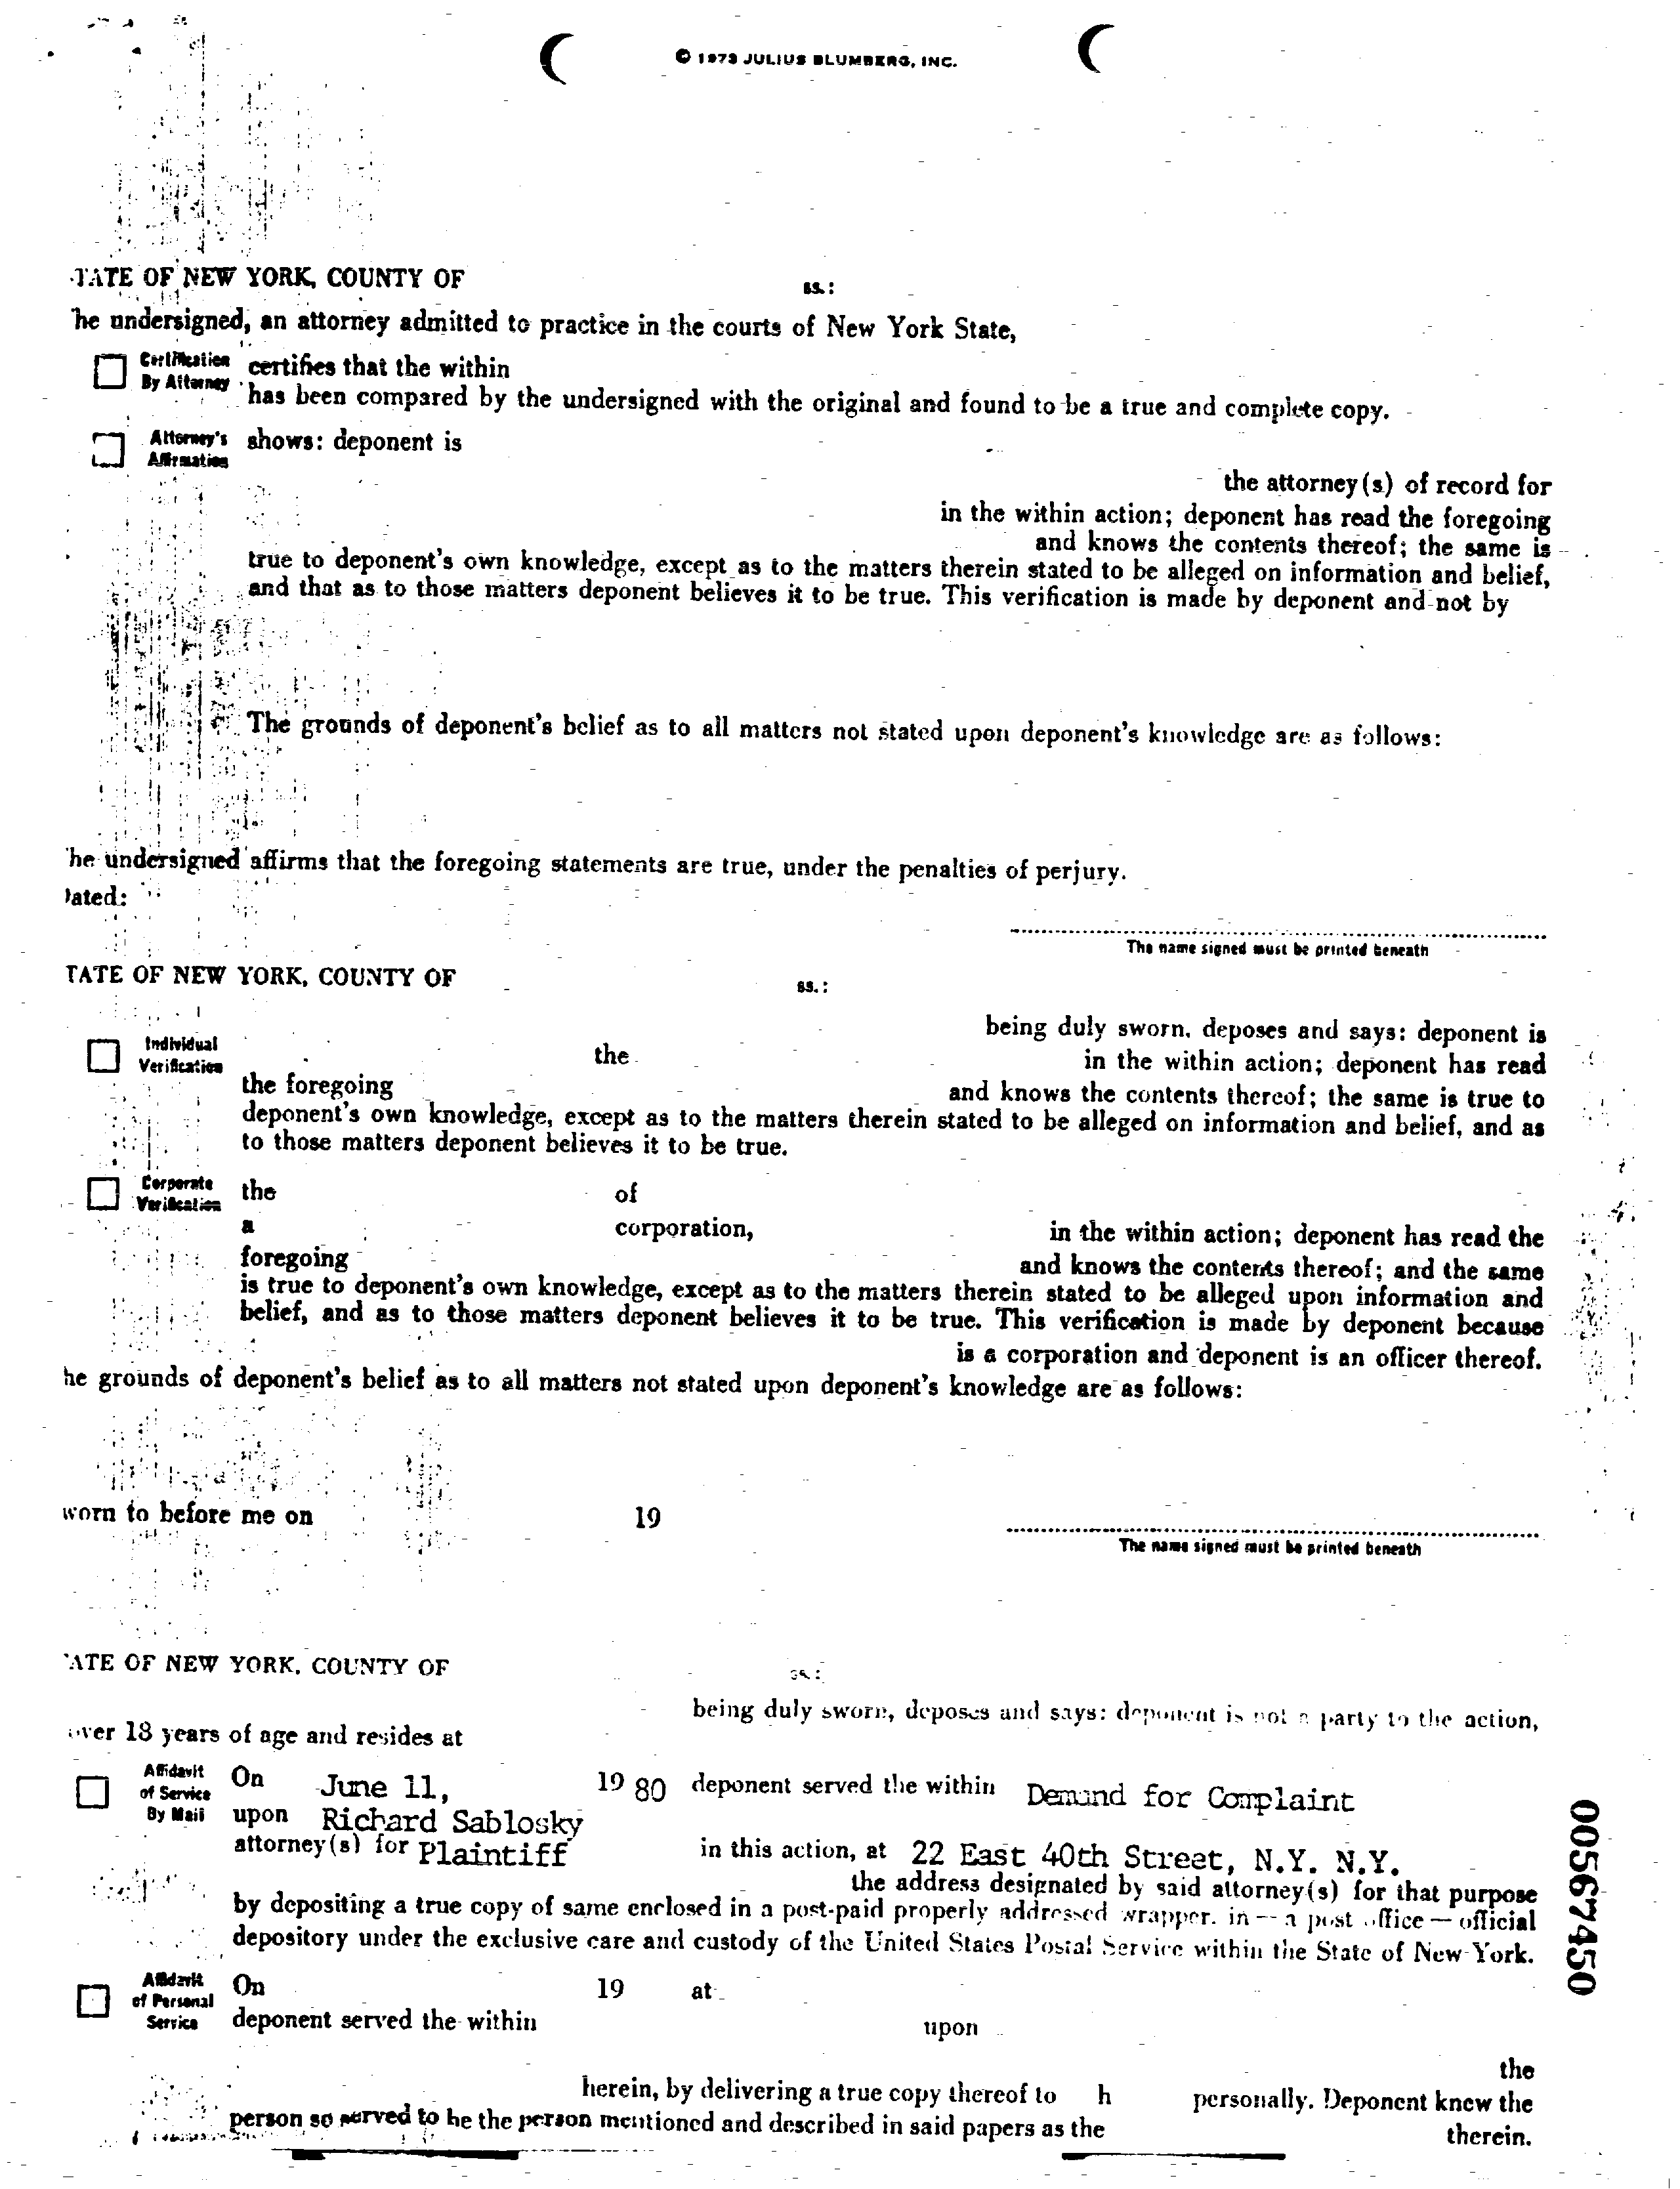 © 1973 JULIUS BLUMBERG, INC.
TATE OF NEW YORK, COUNTY OF ss.:
he undersigned, an attorney admitted to practice in the courts of New York State,
Certification By Attorney certifies that the within
has been compared by the undersigned with the original and found to be a true and complete copy.
Attorney's Affirmation shows: deponent is
the attorney(s) of record for
in the within action; deponent has read the foregoing
and knows the contents thereof; the same is
true to deponent's own knowledge, except as to the matters therein stated to be alleged on information and belief,
and that as to those matters deponent believes it to be true. This verification is made by deponent and not by
The grounds of deponent's belief as to all matters not stated upon deponent's knowledge are as follows:
he undersigned affirms that the foregoing statements are true, under the penalties of perjury.
ated:
The name signed must be printed beneath
TATE OF NEW YORK, COUNTY OF ss.:
being duly sworn, deposes and says: deponent is
Individual Verification the in the within action; deponent has read
the foregoing and knows the contents thereof; the same is true to
deponent's own knowledge, except as to the matters therein stated to be alleged on information and belief, and as
to those matters deponent believes it to be true.
Corporate Verification the of
a corporation, in the within action; deponent has read the
foregoing and knows the contents thereof; and the same
is true to deponent's own knowledge, except as to the matters therein stated to be alleged upon information and
belief, and as to those matters deponent believes it to be true. This verification is made by deponent because
is a corporation and deponent is an officer thereof.
he grounds of deponent's belief as to all matters not stated upon deponent's knowledge are as follows:
worn to before me on 19
The name signed must be printed beneath
ATE OF NEW YORK, COUNTY OF ss.:
being duly sworn, deposes and says: deponent is not a party to the action,
over 18 years of age and resides at
Affidavit of Service By Mail On June 11, 19 80 deponent served the within Demand for Complaint
upon Richard Sablosky
attorney(s) for Plaintiff in this action, at 22 East 40th Street, N.Y. N.Y.
the address designated by said attorney(s) for that purpose
by depositing a true copy of same enclosed in a post-paid properly addressed wrapper, in — a post office — official
depository under the exclusive care and custody of the United States Postal Service within the State of New York.
Affidavit of Personal Service On 19 at
deponent served the within upon
the
herein, by delivering a true copy thereof to h personally. Deponent knew the
person so served to be the person mentioned and described in said papers as the therein.
00567450